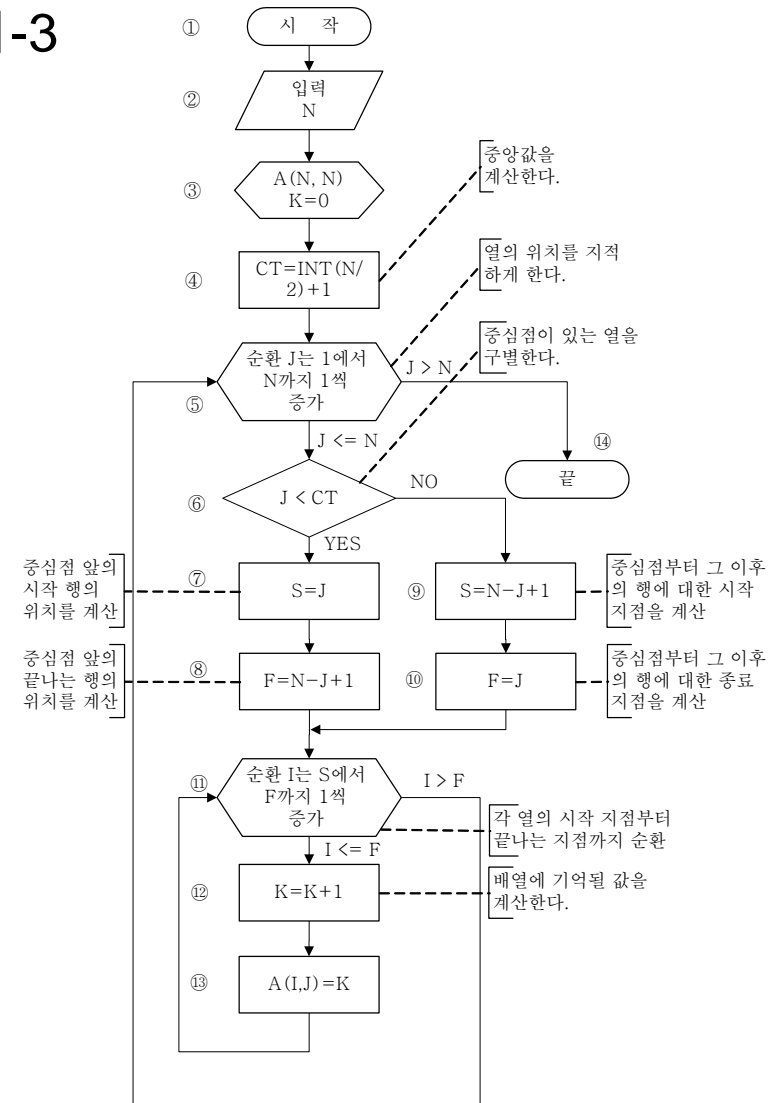 -3
① 시 작
② 입력
N
③ A(N, N)
K=0
중앙값을
계산한다.
④ CT=INT(N/
2)+1
열의 위치를 지적
하게 한다.
중심점이 있는 열을
구별한다.
⑤ 순환 J는 1에서
N까지 1씩
증가
J > N
J <= N
⑭
끝
⑥ J < CT
NO
YES
중심점 앞의
시작 행의
위치를 계산
⑦ S=J
⑨ S=N-J+1
중심점부터 그 이후
의 행에 대한 시작
지점을 계산
중심점 앞의
끝나는 행의
위치를 계산
⑧ F=N-J+1
⑩ F=J
중심점부터 그 이후
의 행에 대한 종료
지점을 계산
⑪ 순환 I는 S에서
F까지 1씩
증가
I > F
I <= F
각 열의 시작 지점부터
끝나는 지점까지 순환
⑫ K=K+1
배열에 기억될 값을
계산한다.
⑬ A(I,J)=K